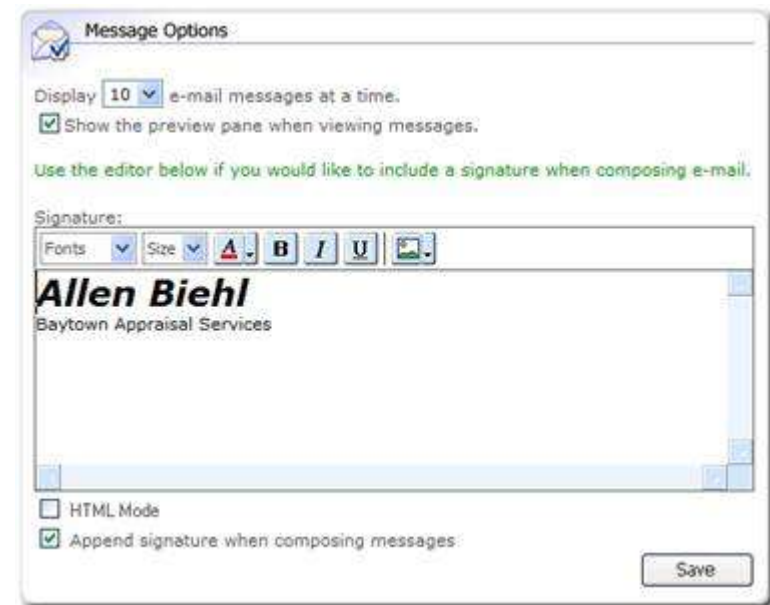 Message Options
Display 10 e-mail messages at a time.
Show the preview pane when viewing messages.
Use the editor below if you would like to include a signature when composing e-mail.
Signature:
Fonts Size A B I U
Allen Biehl
Baytown Appraisal Services
HTML Mode
Append signature when composing messages
Save